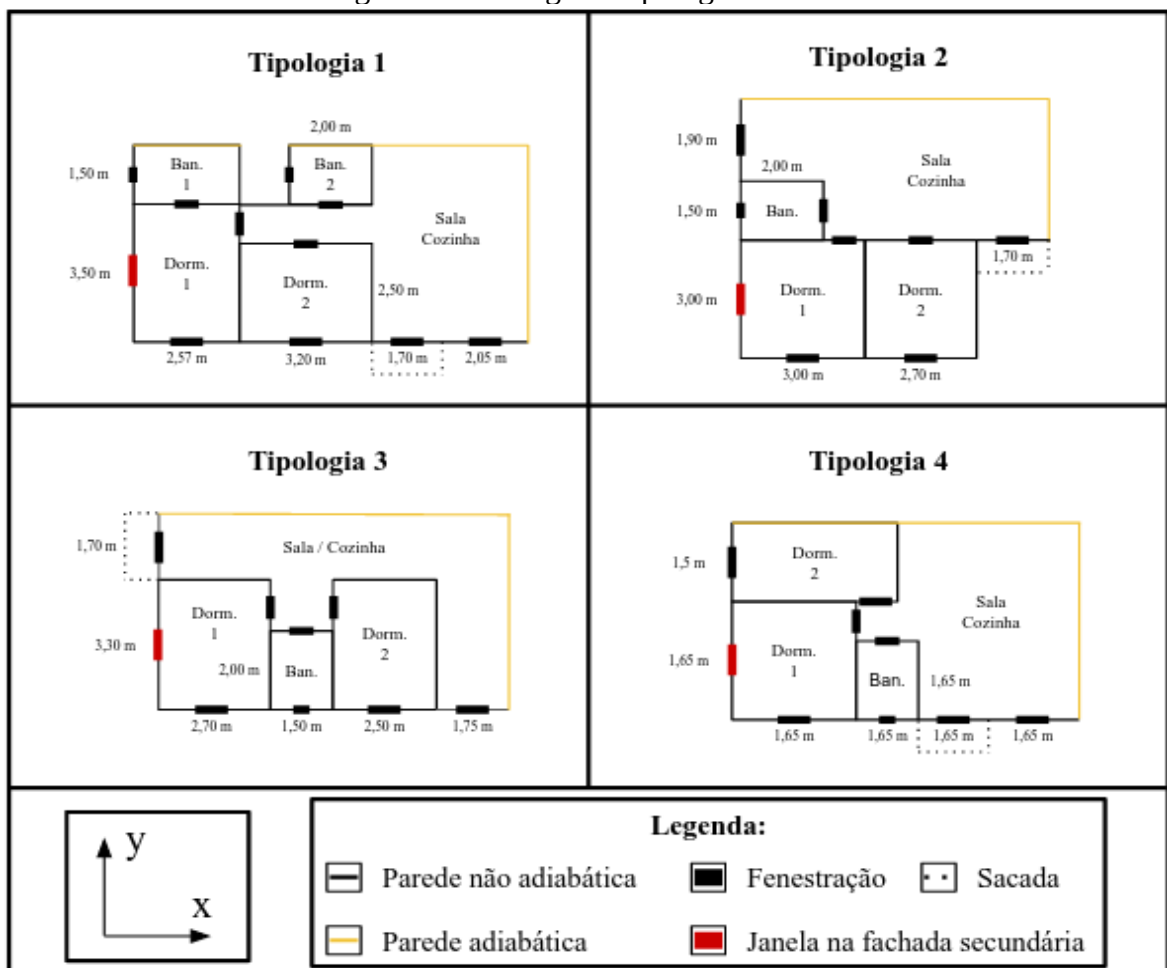 Tipologia 1
2,00 m
1,50 m
Ban.
1
Ban.
2
Sala
Cozinha
3,50 m
Dorm.
1
Dorm.
2
2,50 m
2,57 m
3,20 m
1,70 m
2,05 m
Tipologia 2
1,90 m
2,00 m
Sala
Cozinha
1,50 m
Ban.
1,70 m
3,00 m
Dorm.
1
Dorm.
2
3,00 m
2,70 m
Tipologia 3
1,70 m
Sala / Cozinha
Dorm.
1
Dorm.
2
3,30 m
2,00 m
Ban.
2,70 m
1,50 m
2,50 m
1,75 m
Tipologia 4
1,5 m
Dorm.
2
Sala
Cozinha
1,65 m
Dorm.
1
Ban.
1,65 m
1,65 m
1,65 m
1,65 m
1,65 m
y
x
Legenda:
Parede não adiabática
Fenestração
Sacada
Parede adiabática
Janela na fachada secundária